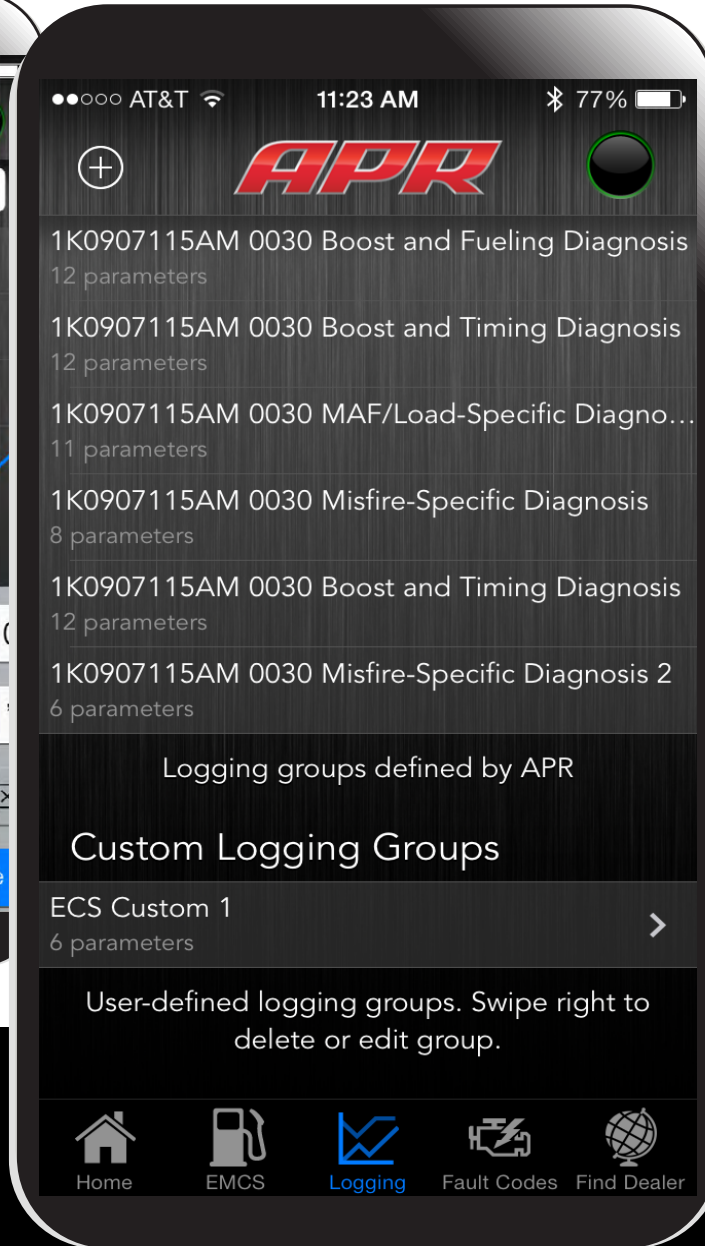 AT&T 11:23 AM 77%
APR
1K0907115AM 0030 Boost and Fueling Diagnosis
12 parameters
1K0907115AM 0030 Boost and Timing Diagnosis
12 parameters
1K0907115AM 0030 MAF/Load-Specific Diagno...
11 parameters
1K0907115AM 0030 Misfire-Specific Diagnosis
8 parameters
1K0907115AM 0030 Boost and Timing Diagnosis
12 parameters
1K0907115AM 0030 Misfire-Specific Diagnosis 2
6 parameters
Logging groups defined by APR
Custom Logging Groups
ECS Custom 1
6 parameters
User-defined logging groups. Swipe right to
delete or edit group.
Home EMCS Logging Fault Codes Find Dealer